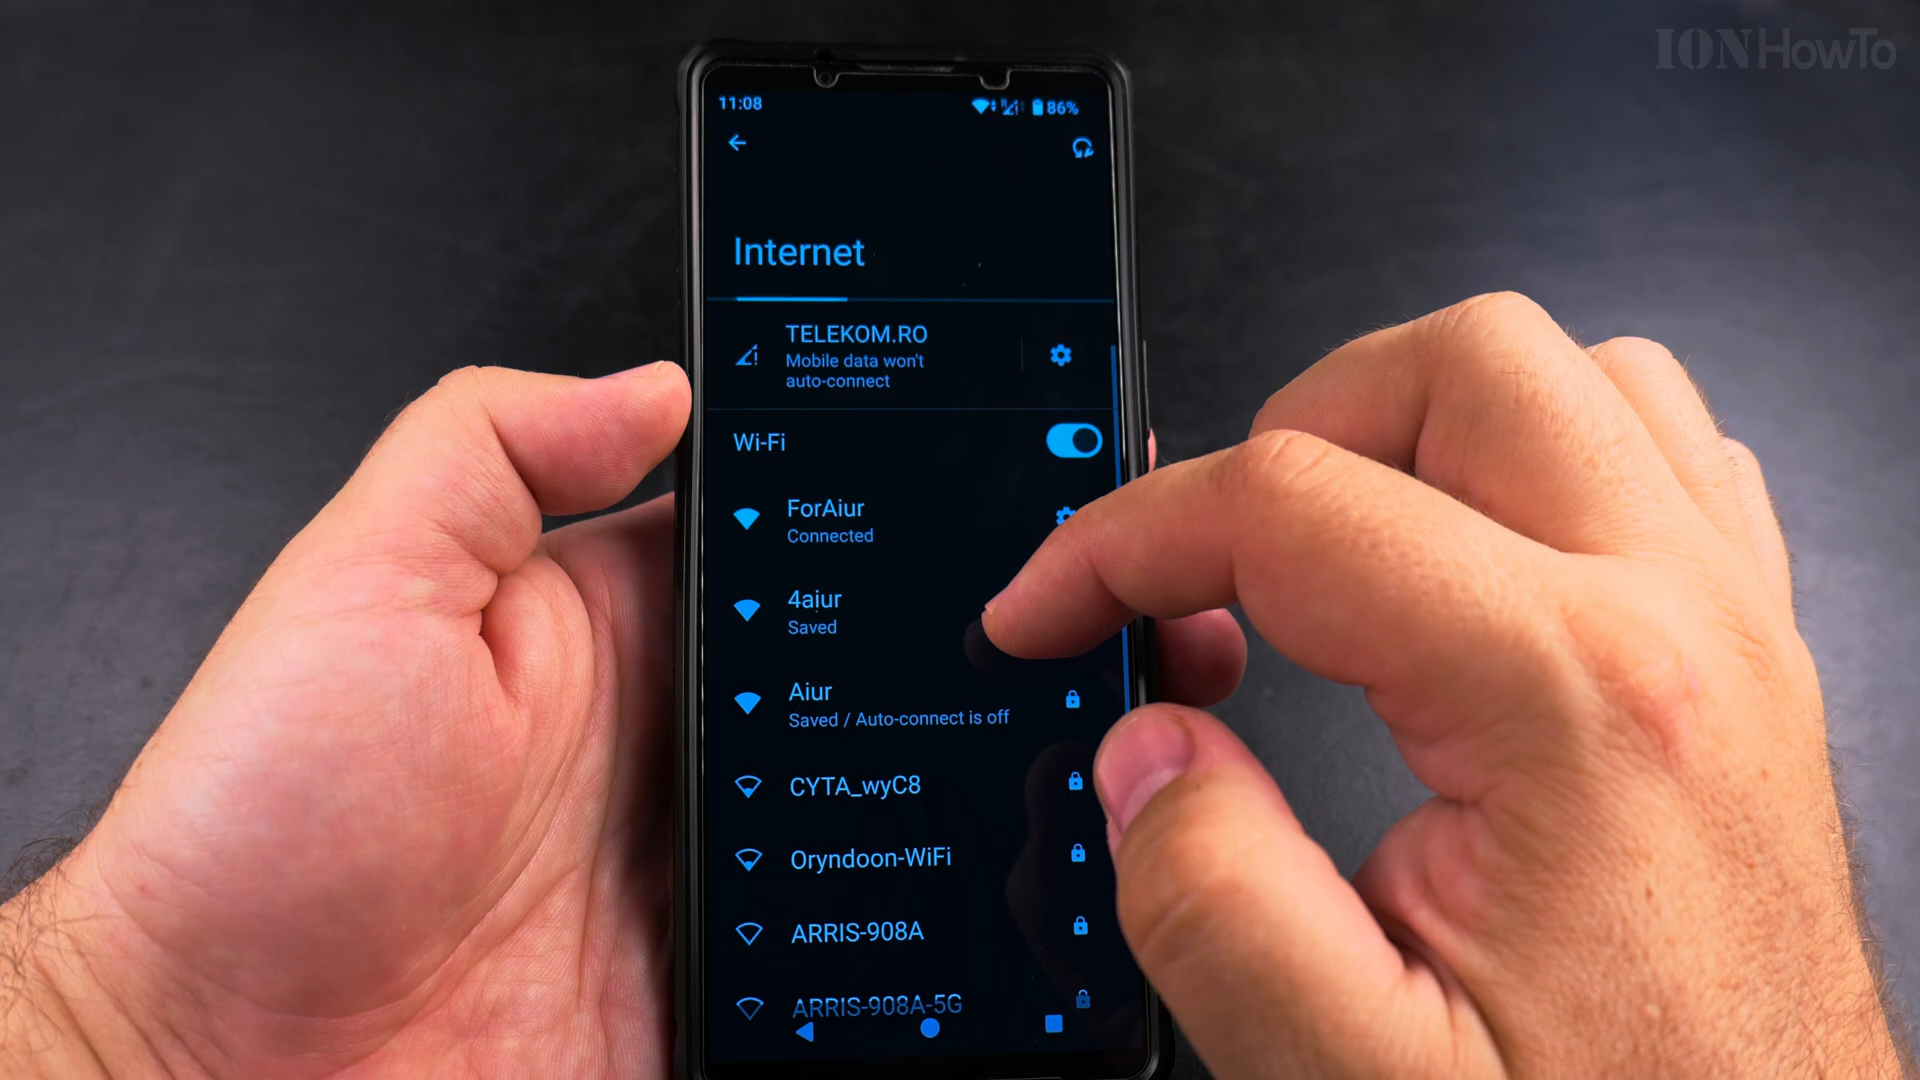 IONHowTo
11:08
86%
Internet
TELEKOM.RO
Mobile data won't
auto-connect
Wi-Fi
ForAiur
Connected
4aiur
Saved
Aiur
Saved / Auto-connect is off
CYTA_wyC8
Oryndoon-WiFi
ARRIS-908A
ARRIS-908A-5G